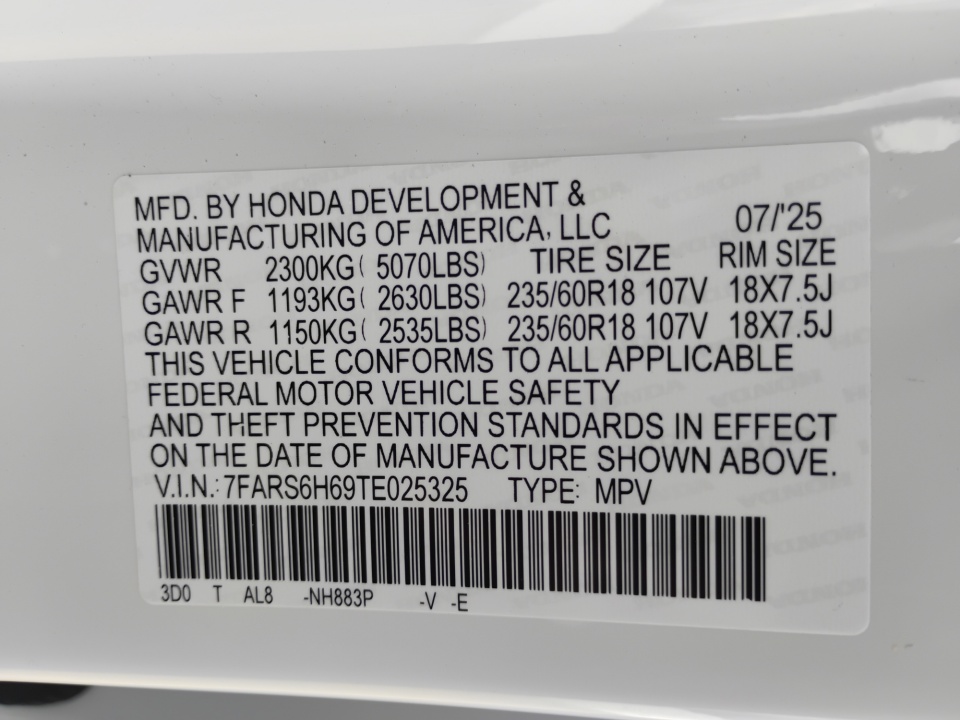 MFD. BY HONDA DEVELOPMENT &
MANUFACTURING OF AMERICA, LLC 07/'25
GVWR 2300KG( 5070LBS) TIRE SIZE RIM SIZE
GAWR F 1193KG( 2630LBS) 235/60R18 107V 18X7.5J
GAWR R 1150KG( 2535LBS) 235/60R18 107V 18X7.5J
THIS VEHICLE CONFORMS TO ALL APPLICABLE
FEDERAL MOTOR VEHICLE SAFETY
AND THEFT PREVENTION STANDARDS IN EFFECT
ON THE DATE OF MANUFACTURE SHOWN ABOVE.
V.I.N.: 7FARS6H69TE025325 TYPE: MPV
3D0 T AL8 -NH883P -V -E